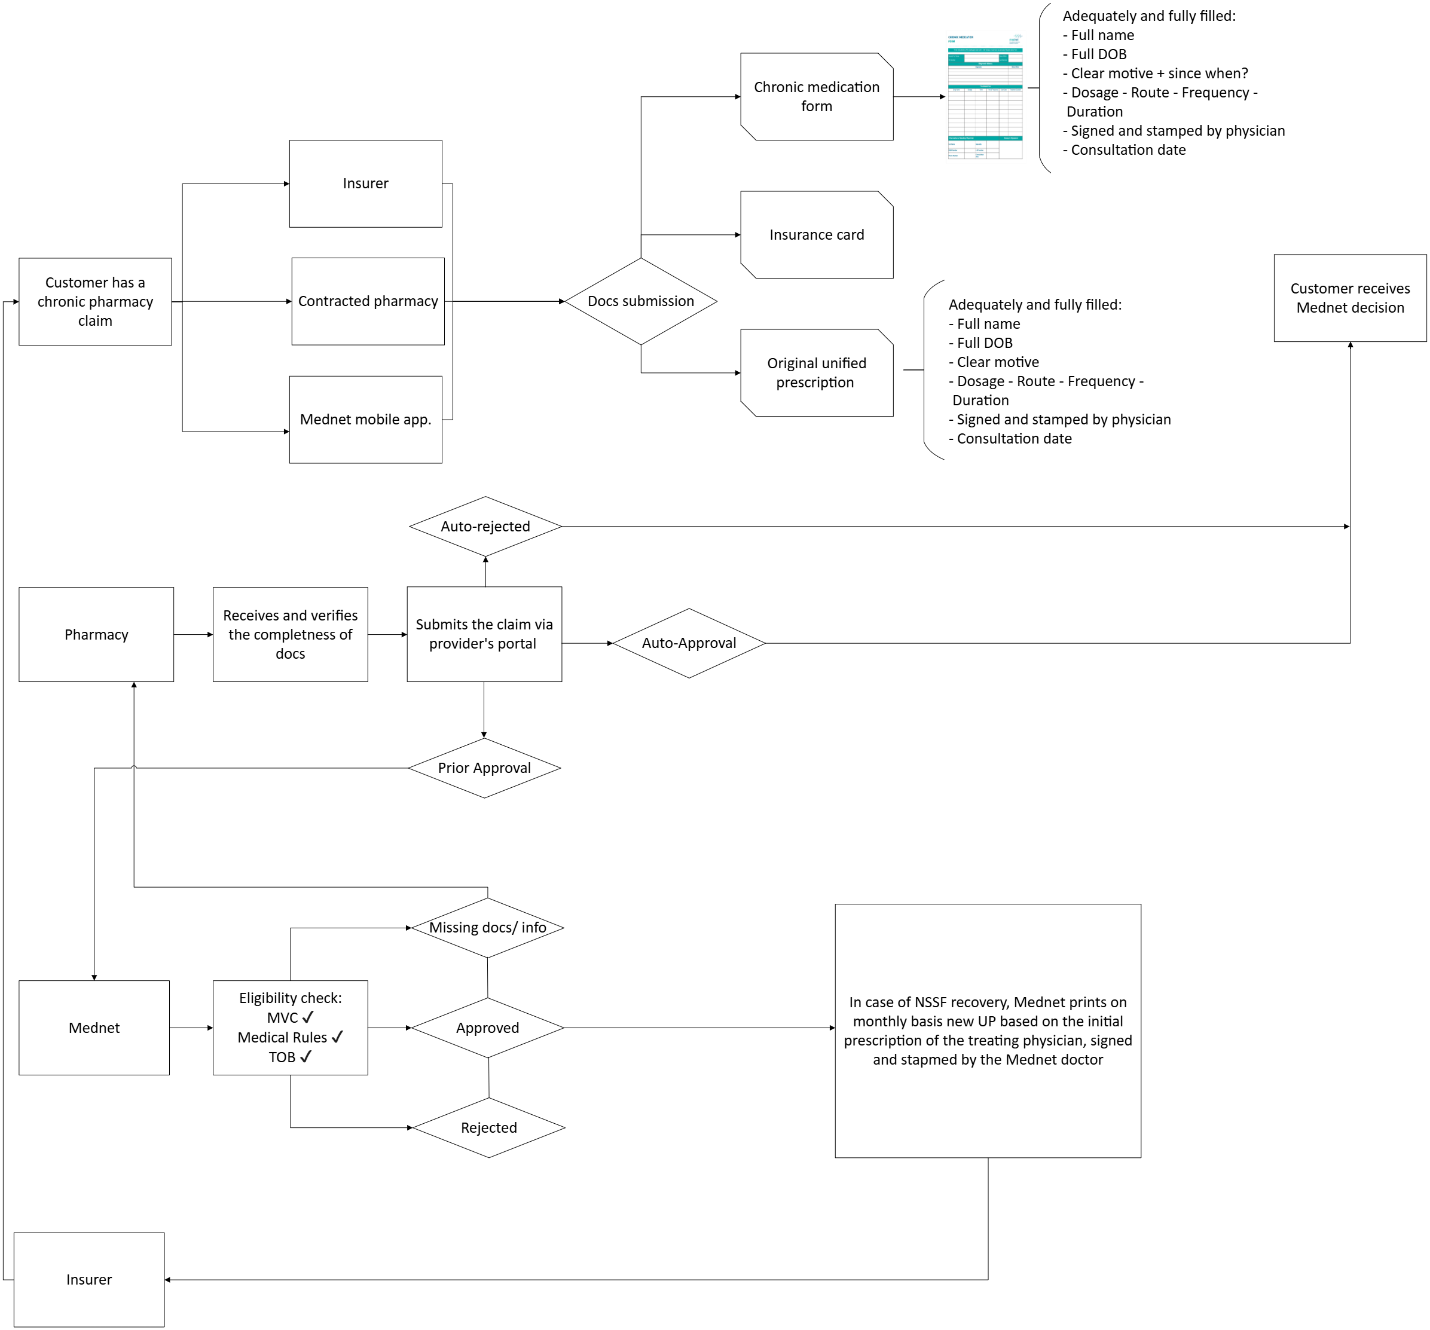 Adequately and fully filled:
- Full name
- Full DOB
- Clear motive + since when?
- Dosage - Route - Frequency -
Duration
- Signed and stamped by physician
- Consultation date
Chronic medication
form
Insurer
Insurance card
Customer has a
chronic pharmacy
claim
Contracted pharmacy
Docs submission
Customer receives
Mednet decision
Mednet mobile app.
Original unified
prescription
Adequately and fully filled:
- Full name
- Full DOB
- Clear motive
- Dosage - Route - Frequency -
Duration
- Signed and stamped by physician
- Consultation date
Auto-rejected
Pharmacy
Receives and verifies
the completness of
docs
Submits the claim via
provider's portal
Auto-Approval
Prior Approval
Missing docs/ info
Mednet
Eligibility check:
MVC ✓
Medical Rules ✓
TOB ✓
Approved
In case of NSSF recovery, Mednet prints on
monthly basis new UP based on the initial
prescription of the treating physician, signed
and stapmed by the Mednet doctor
Rejected
Insurer